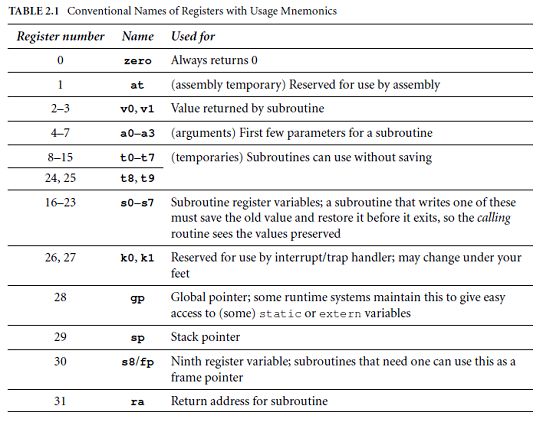 TABLE 2.1 Conventional Names of Registers with Usage Mnemonics
Register number Name Used for
0 zero Always returns 0
1 at (assembly temporary) Reserved for use by assembly
2–3 v0, v1 Value returned by subroutine
4–7 a0–a3 (arguments) First few parameters for a subroutine
8–15 t0–t7 (temporaries) Subroutines can use without saving
24, 25 t8, t9
16–23 s0–s7 Subroutine register variables; a subroutine that writes one of these
must save the old value and restore it before it exits, so the calling
routine sees the values preserved
26, 27 k0, k1 Reserved for use by interrupt/trap handler; may change under your
feet
28 gp Global pointer; some runtime systems maintain this to give easy
access to (some) static or extern variables
29 sp Stack pointer
30 s8/fp Ninth register variable; subroutines that need one can use this as a
frame pointer
31 ra Return address for subroutine